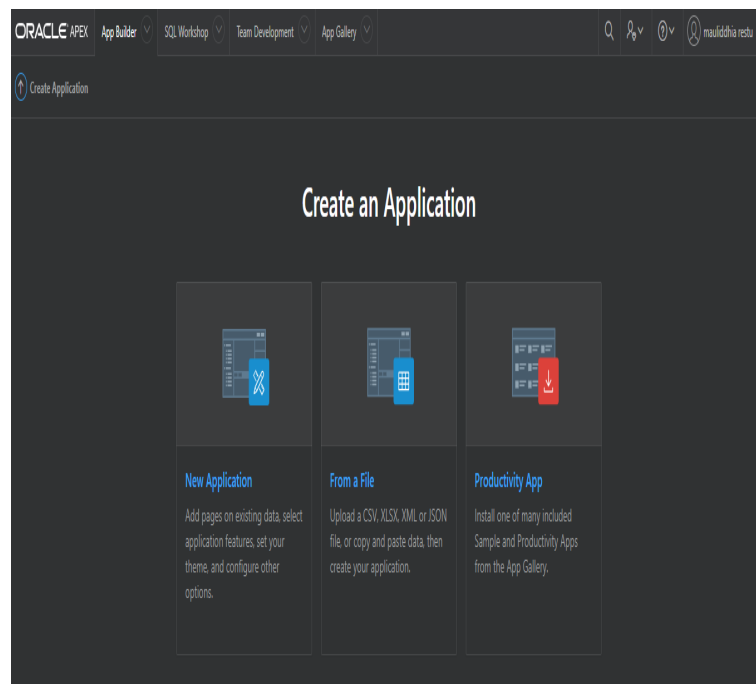 ORACLE APEX App Builder SQL Workshop Team Development App Gallery mauliddhia restu
Create Application
Create an Application
New Application
Add pages on existing data, select
application features, set your
theme, and configure other
options.
From a File
Upload a CSV, XLSX, XML or JSON
file, or copy and paste data, then
create your application.
Productivity App
Install one of many included
Sample and Productivity Apps
from the App Gallery.